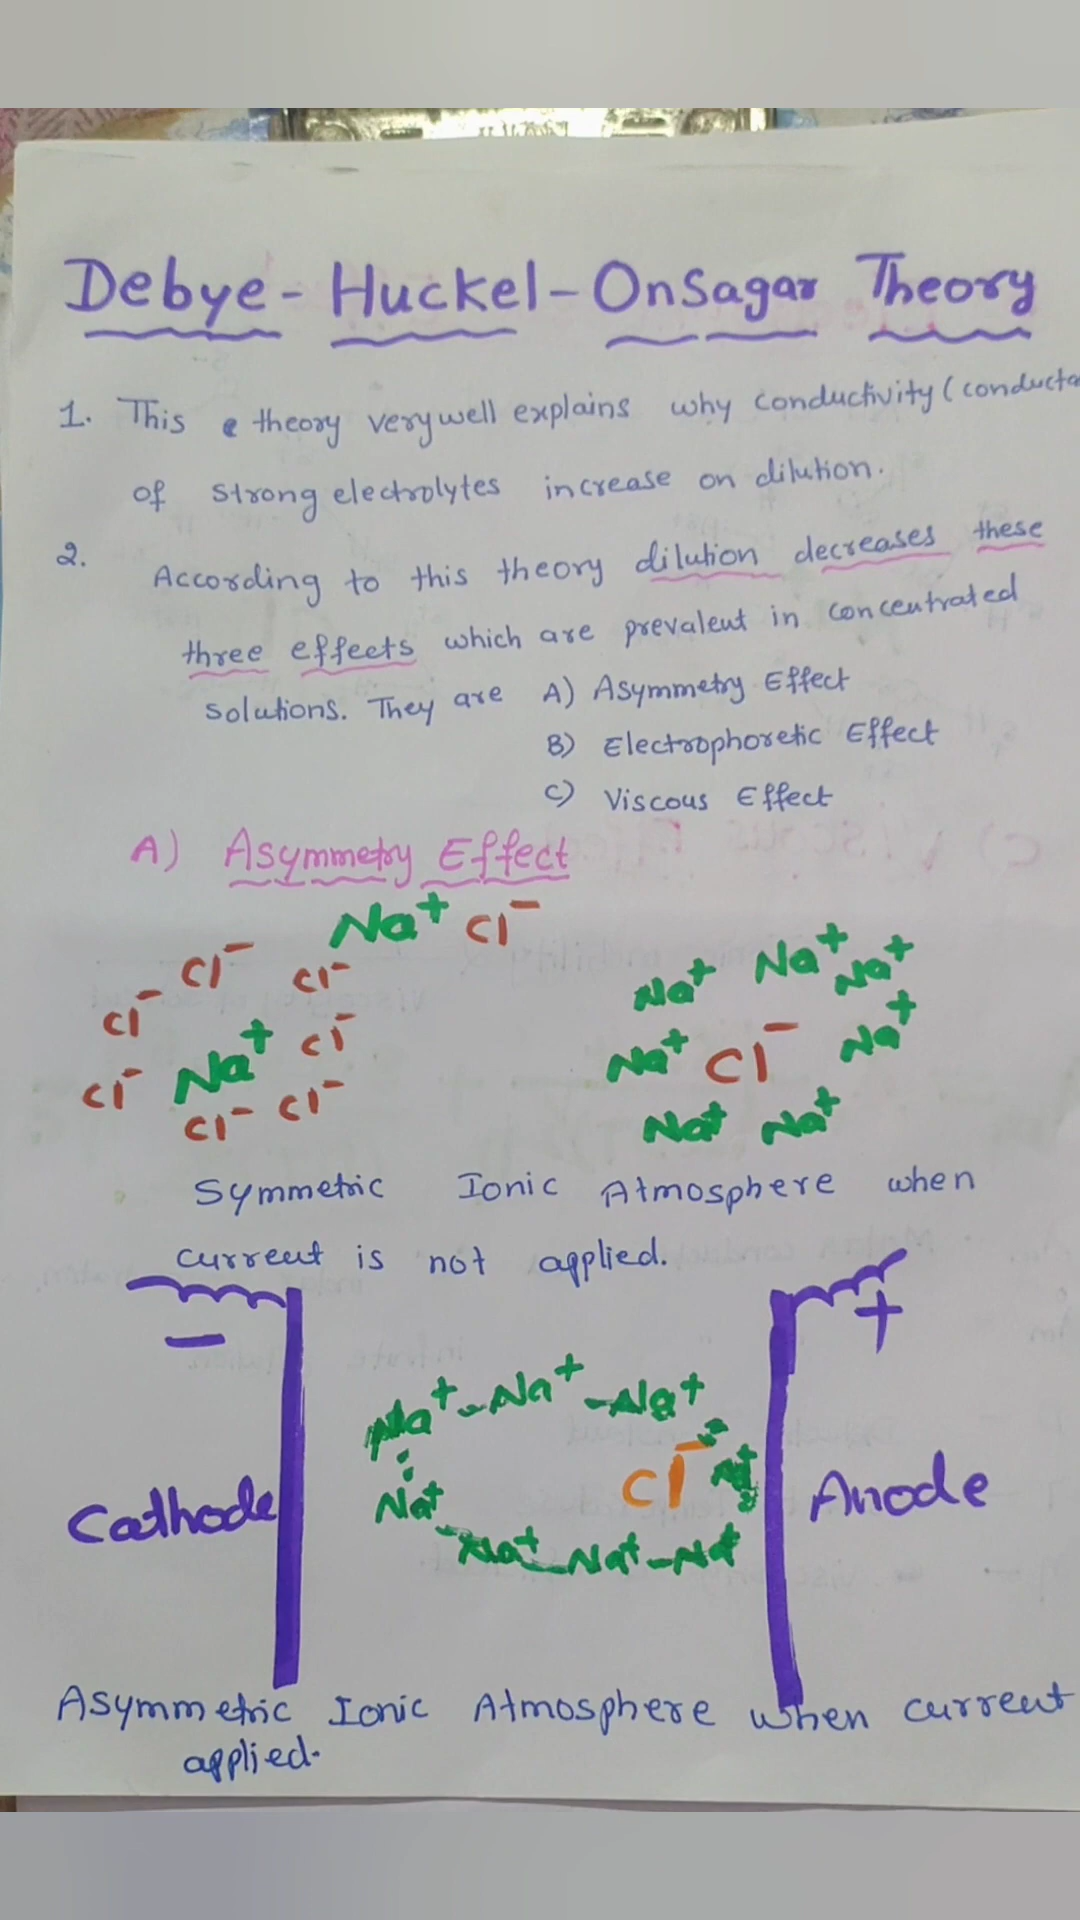 Debye - Huckel - Onsagar Theory
1. This theory very well explains why conductivity (conducta
of strong electrolytes increase on dilution.
2.
According to this theory dilution decreases these
three effects which are prevalent in concentrated
solutions. They are A) Asymmetry Effect
B) Electrophoretic Effect
C) Viscous Effect
A) Asymmetry Effect
Na+ Cl-
Cl- Cl- Na+ Na+ Na+
Cl- Cl- Na+ Cl- Na+
Cl- Na+
Cl- Cl- Na+ Na+
Symmetric Ionic Atmosphere when
current is not applied.
- +
Na+ - Na+ - Na+
Cl- Na+
Cathode Na+ Anode
Na+ - Na+ - Na+
Asymmetric Ionic Atmosphere when current
applied.